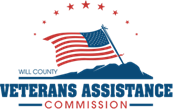 WILL COUNTY
VETERANS ASSISTANCE
COMMISSION